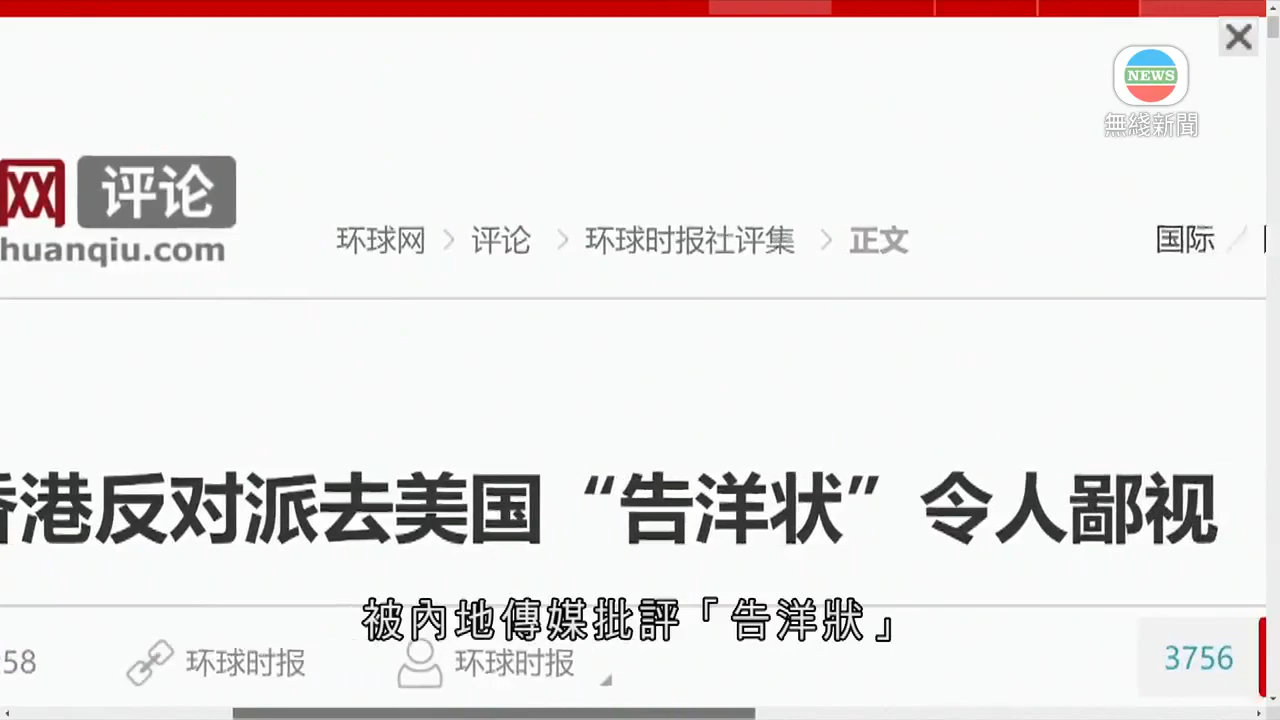 NEWS
無綫新聞
网 评论
huanqiu.com
环球网 > 评论 > 环球时报社评集 > 正文
国际
香港反对派去美国“告洋状”令人鄙视
被內地傳媒批評「告洋狀」
:58 环球时报 环球时报 3756